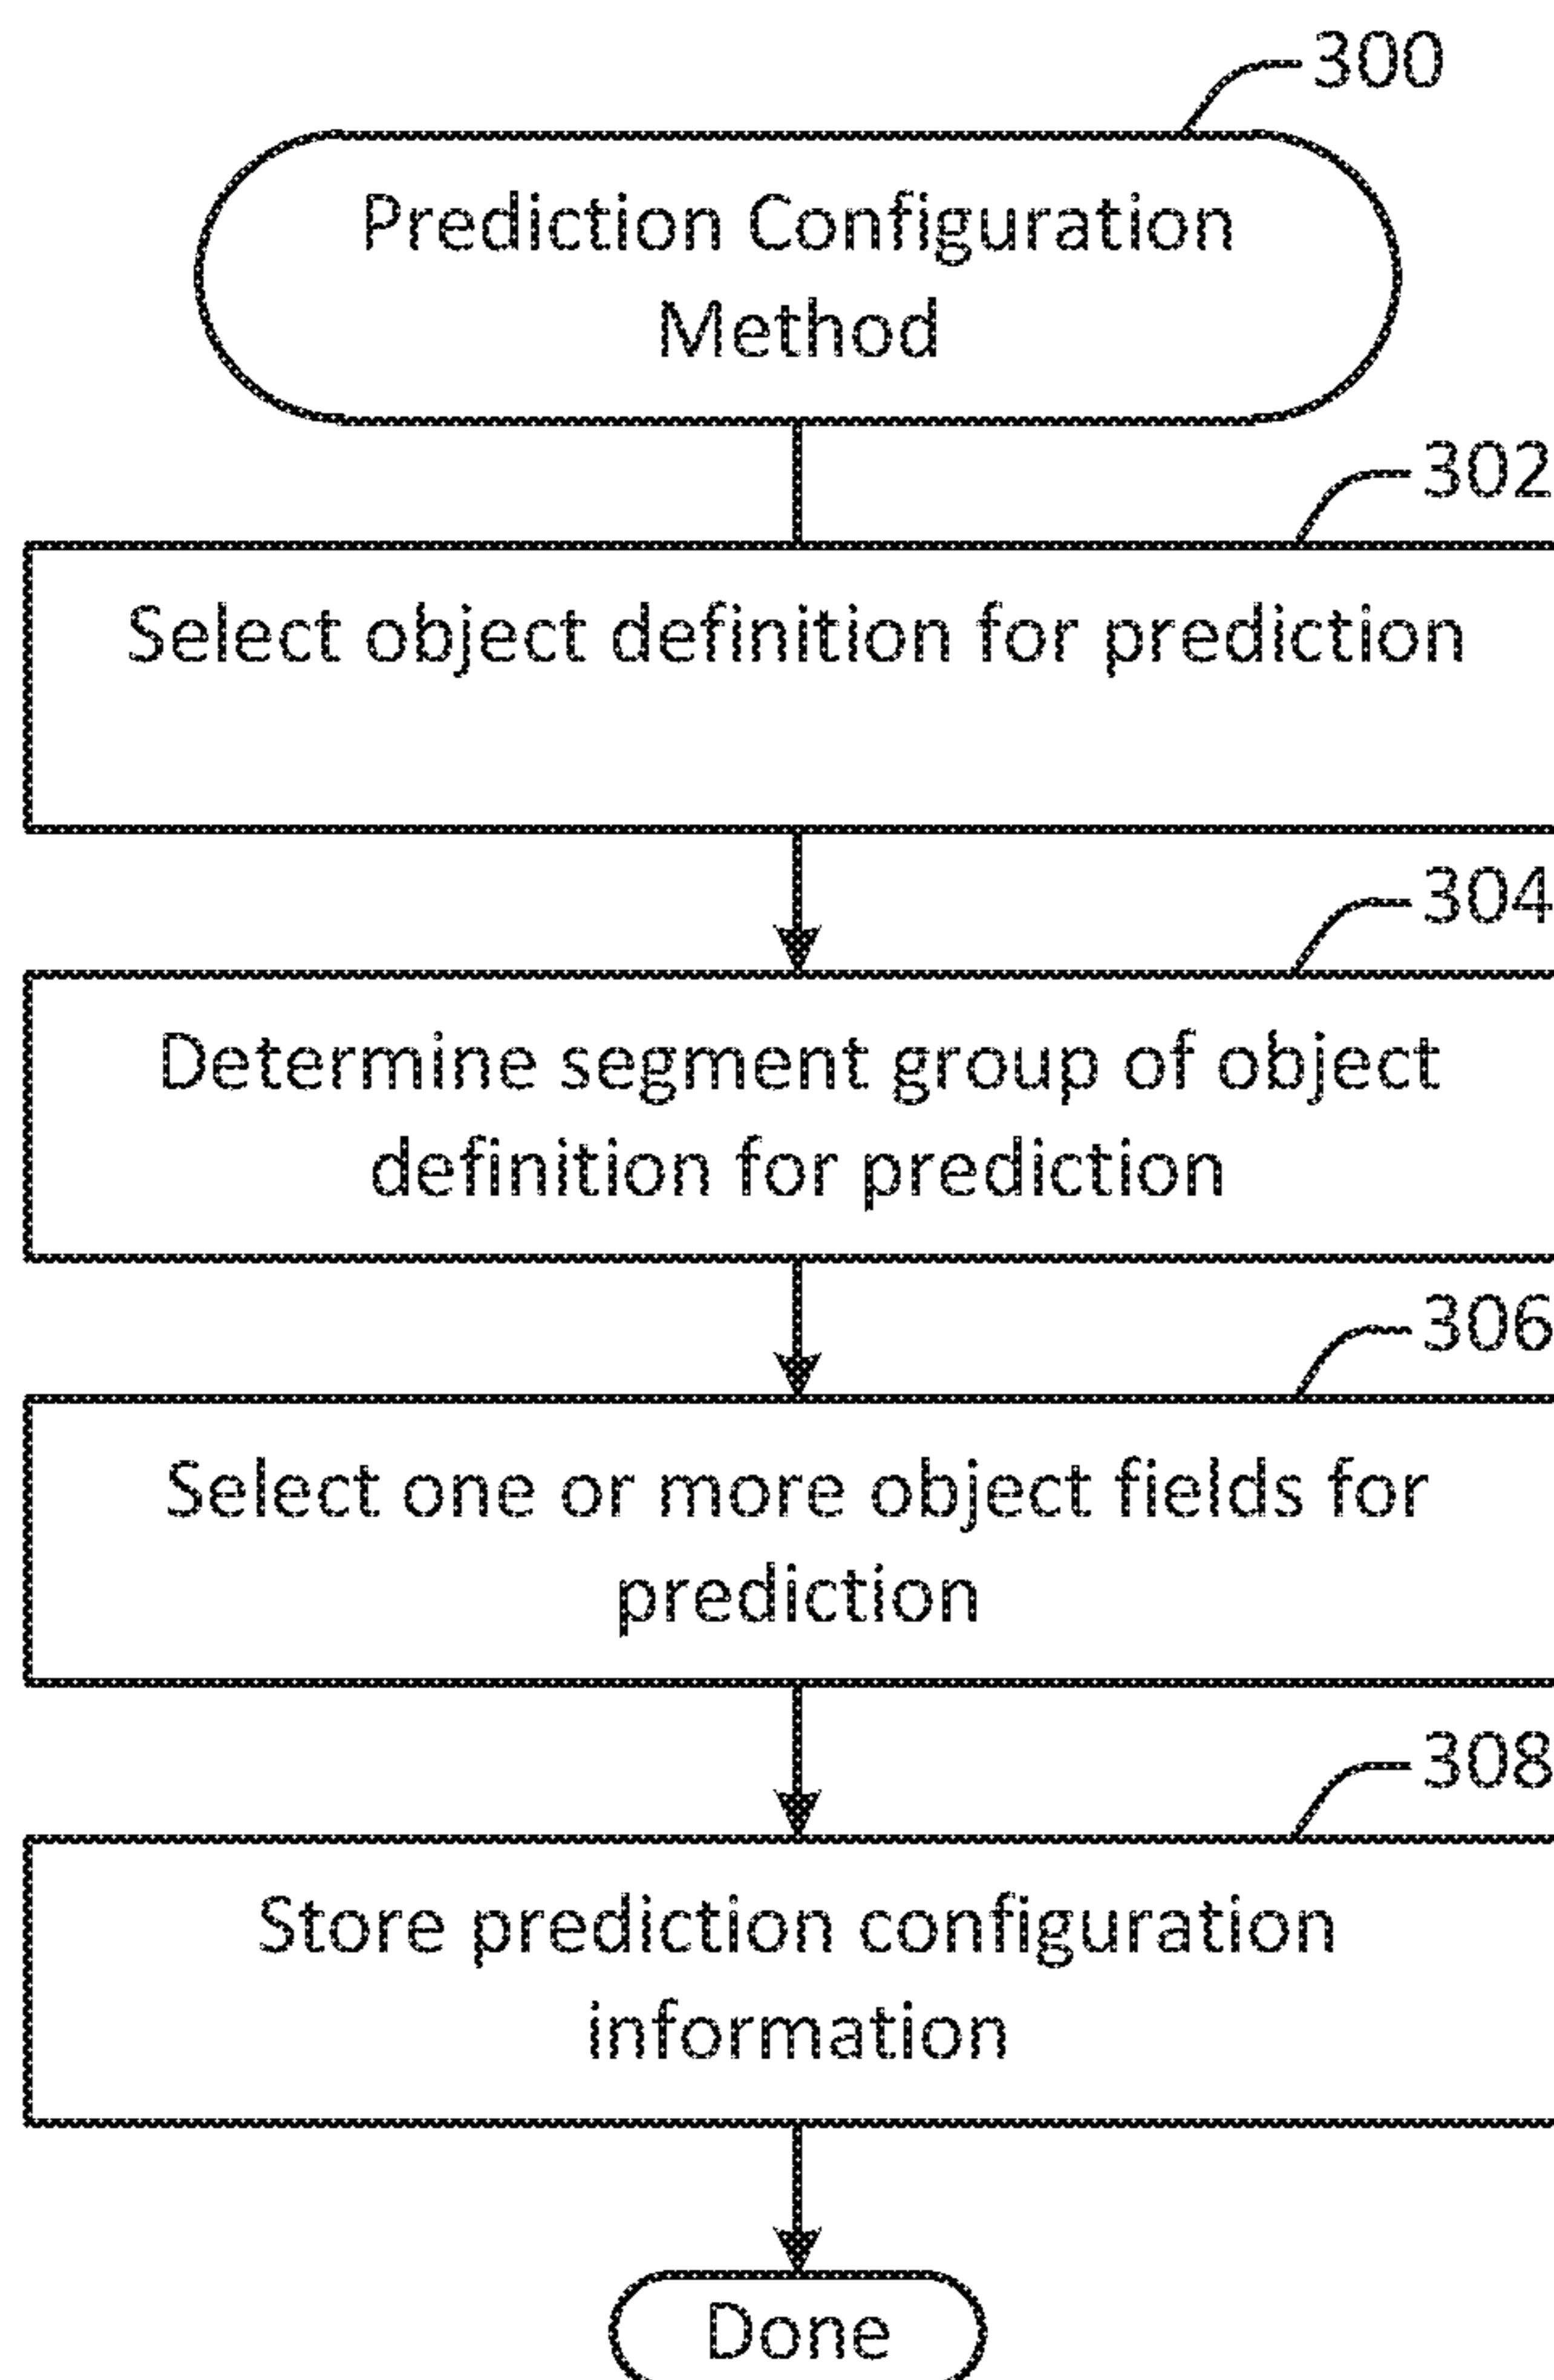 300
Prediction Configuration
Method
302
Select object definition for prediction
304
Determine segment group of object
definition for prediction
306
Select one or more object fields for
prediction
308
Store prediction configuration
information
Done